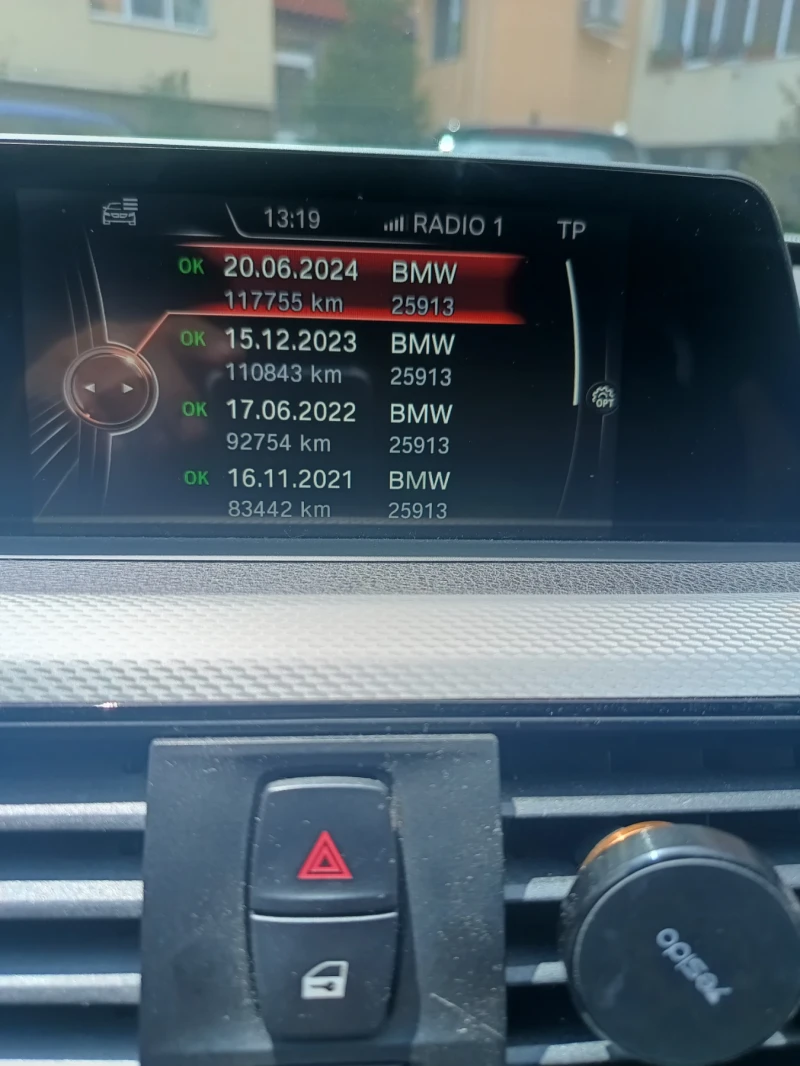 13:19 RADIO 1 TP
OK 20.06.2024 BMW
117755 km 25913
OK 15.12.2023 BMW
110843 km 25913
OPT
OK 17.06.2022 BMW
92754 km 25913
OK 16.11.2021 BMW
83442 km 25913